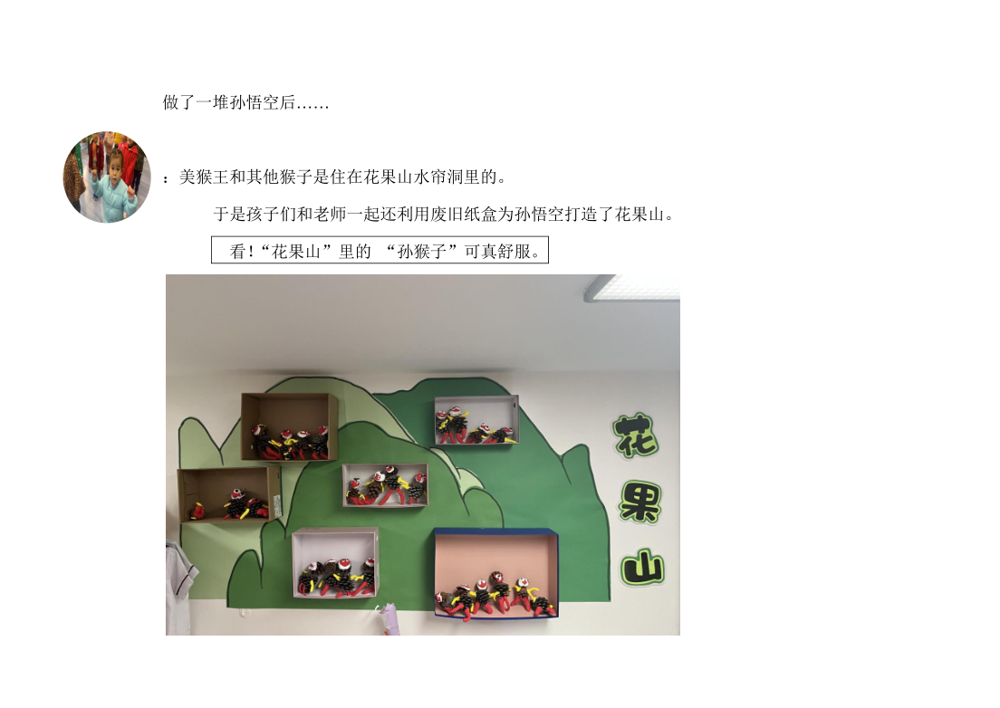 做了一堆孙悟空后……
：美猴王和其他猴子是住在花果山水帘洞里的。
于是孩子们和老师一起还利用废旧纸盒为孙悟空打造了花果山。
看！“花果山”里的 “孙猴子”可真舒服。
花
果
山